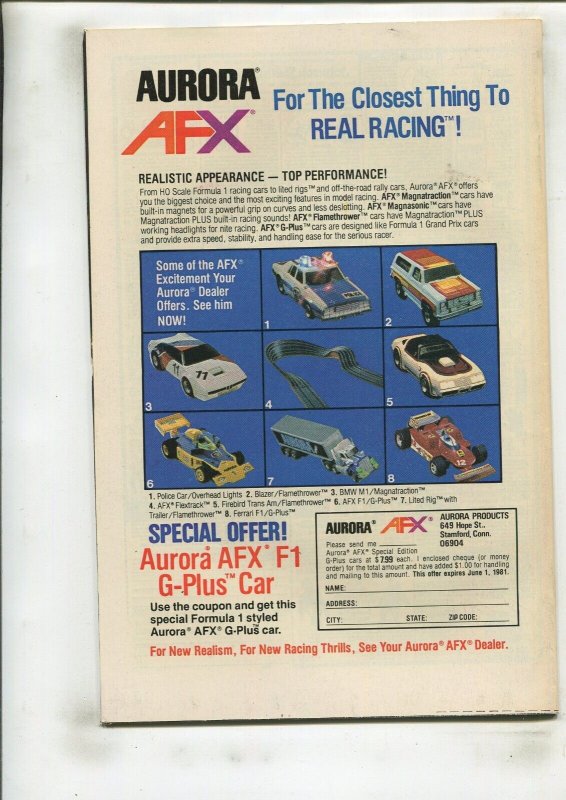 AURORA®
AFX®
For The Closest Thing To
REAL RACING™!
REALISTIC APPEARANCE — TOP PERFORMANCE!
From HO Scale Formula 1 racing cars to lited rigs™ and off-the-road rally cars, Aurora® AFX® offers
you the biggest choice and the most exciting features in model racing. AFX® Magnatraction™ cars have
built-in magnets for a powerful grip on curves and less deslotting. AFX® Magnasonic™ cars have
Magnatraction PLUS built-in racing sounds! AFX® Flamethrower™ cars have Magnatraction™ PLUS
working headlights for nite racing. AFX® G-Plus™ cars are designed like Formula 1 Grand Prix cars
and provide extra speed, stability, and handling ease for the serious racer.
Some of the AFX®
Excitement Your
Aurora® Dealer
Offers. See him
NOW!
1
2
11
3
4
5
6
7
12
8
1. Police Car/Overhead Lights 2. Blazer/Flamethrower™ 3. BMW M1/Magnatraction™
4. AFX® Flextrack™ 5. Firebird Trans Am/Flamethrower™ 6. AFX F1/G-Plus™ 7. Lited Rig™ with
Trailer/Flamethrower™ 8. Ferrari F1/G-Plus™
SPECIAL OFFER!
Aurora® AFX® F1
G-Plus™ Car
Use the coupon and get this
special Formula 1 styled
Aurora® AFX® G-Plus™ car.
AURORA® AFX®
AURORA PRODUCTS
649 Hope St.,
Stamford, Conn.
06904
Please send me
Aurora® AFX® Special Edition
G-Plus cars at $7.99 each. I enclosed cheque (or money
order) for the total amount and have added $1.00 for handling
and mailing to this amount. This offer expires June 1, 1981.
NAME:
ADDRESS:
CITY: STATE: ZIP CODE:
For New Realism, For New Racing Thrills, See Your Aurora® AFX® Dealer.